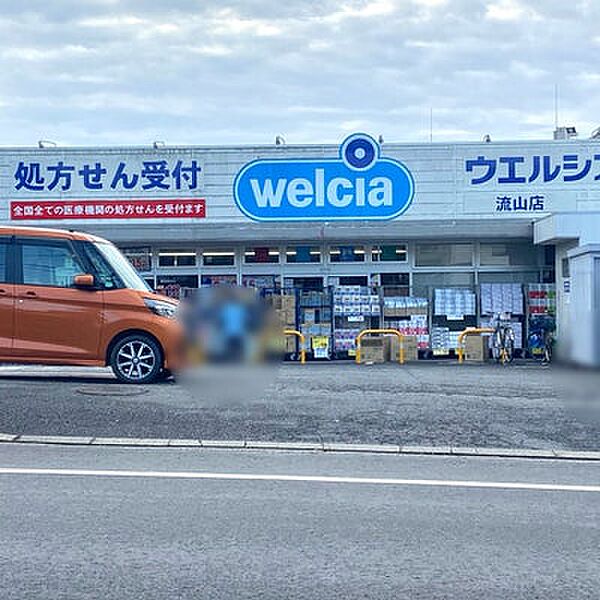 処方せん受付
全国全ての医療機関の処方せんを受付ます
welcia
ウエルシア
流山店